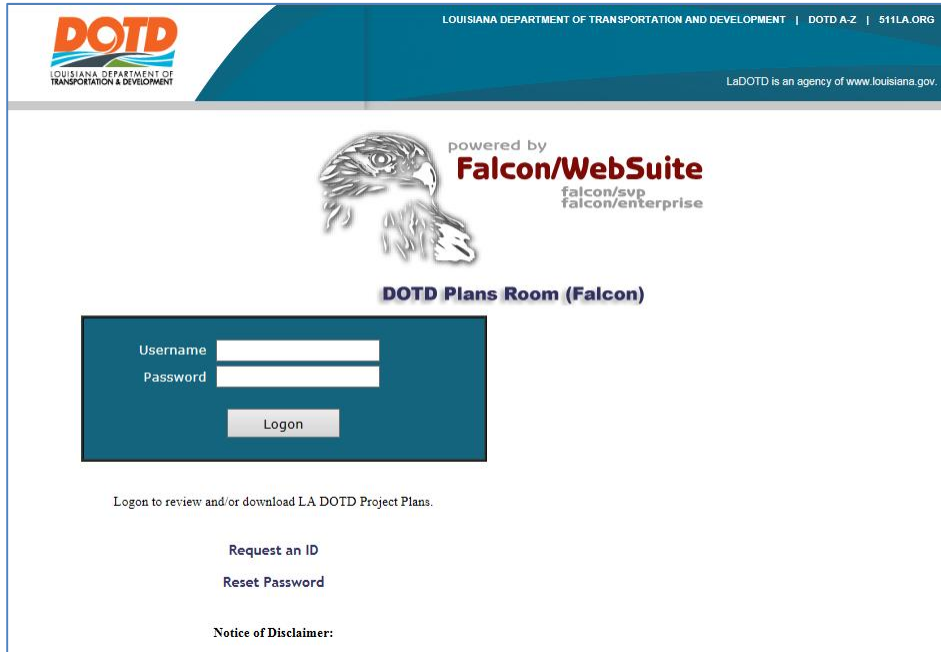 DOTD
LOUISIANA DEPARTMENT OF
TRANSPORTATION & DEVELOPMENT
LOUISIANA DEPARTMENT OF TRANSPORTATION AND DEVELOPMENT | DOTD A-Z | 511LA.ORG
LaDOTD is an agency of www.louisiana.gov.
powered by
Falcon/WebSuite
falcon/svp
falcon/enterprise
DOTD Plans Room (Falcon)
Username
Password
Logon
Logon to review and/or download LA DOTD Project Plans.
Request an ID
Reset Password
Notice of Disclaimer: